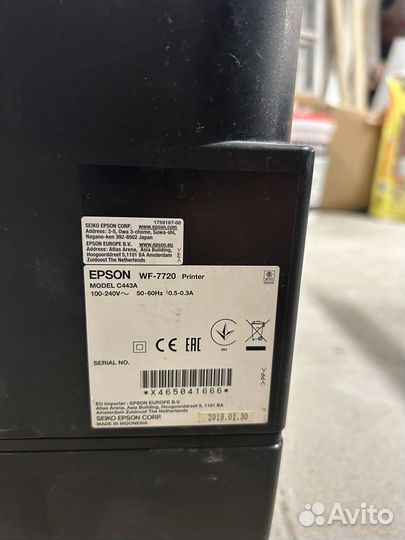 1759187-00
SEIKO EPSON CORP. www.epson.com
Address: 3-5, Owa 3-chome, Suwa-shi,
Nagano-ken 392-8502 Japan
EPSON EUROPE B.V. www.epson.eu
Address: Atlas Arena, Asia Building,
Hoogoorddreef 5,1101 BA Amsterdam
Zuidoost The Netherlands
>PP<
EPSON WF-7720 Printer
MODEL C443A
100-240V~ 50-60Hz 0.5-0.3A
CE EAC
SERIAL NO.
>PP<
*X465041666*
EU Importer : EPSON EUROPE B.V.
Atlas Arena, Asia Building, Hoogoorddreef 5, 1101 BA
Amsterdam Zuidoost The Netherlands
SEIKO EPSON CORP. 2019.01.30
MADE IN INDONESIA
Avito